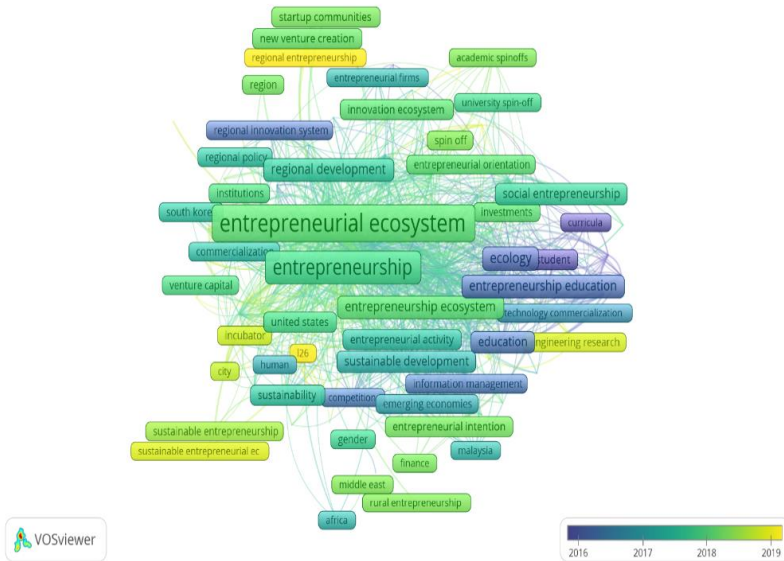 startup communities
new venture creation
regional entrepreneurship
academic spinoffs
entrepreneurial firms
region
innovation ecosystem
university spin-off
regional innovation system
spin off
regional policy
regional development
entrepreneurial orientation
institutions
social entrepreneurship
south kore
entrepreneurial ecosystem
investments
curricula
commercialization
entrepreneurship
ecology
student
venture capital
entrepreneurship education
entrepreneurship ecosystem
technology commercialization
united states
incubator
entrepreneurial activity
education
ngineering research
l26
human
sustainable development
city
information management
sustainability
competition
emerging economies
sustainable entrepreneurship
entrepreneurial intention
gender
sustainable entrepreneurial ec
malaysia
finance
middle east
rural entrepreneurship
africa
VOSviewer
2016 2017 2018 2019